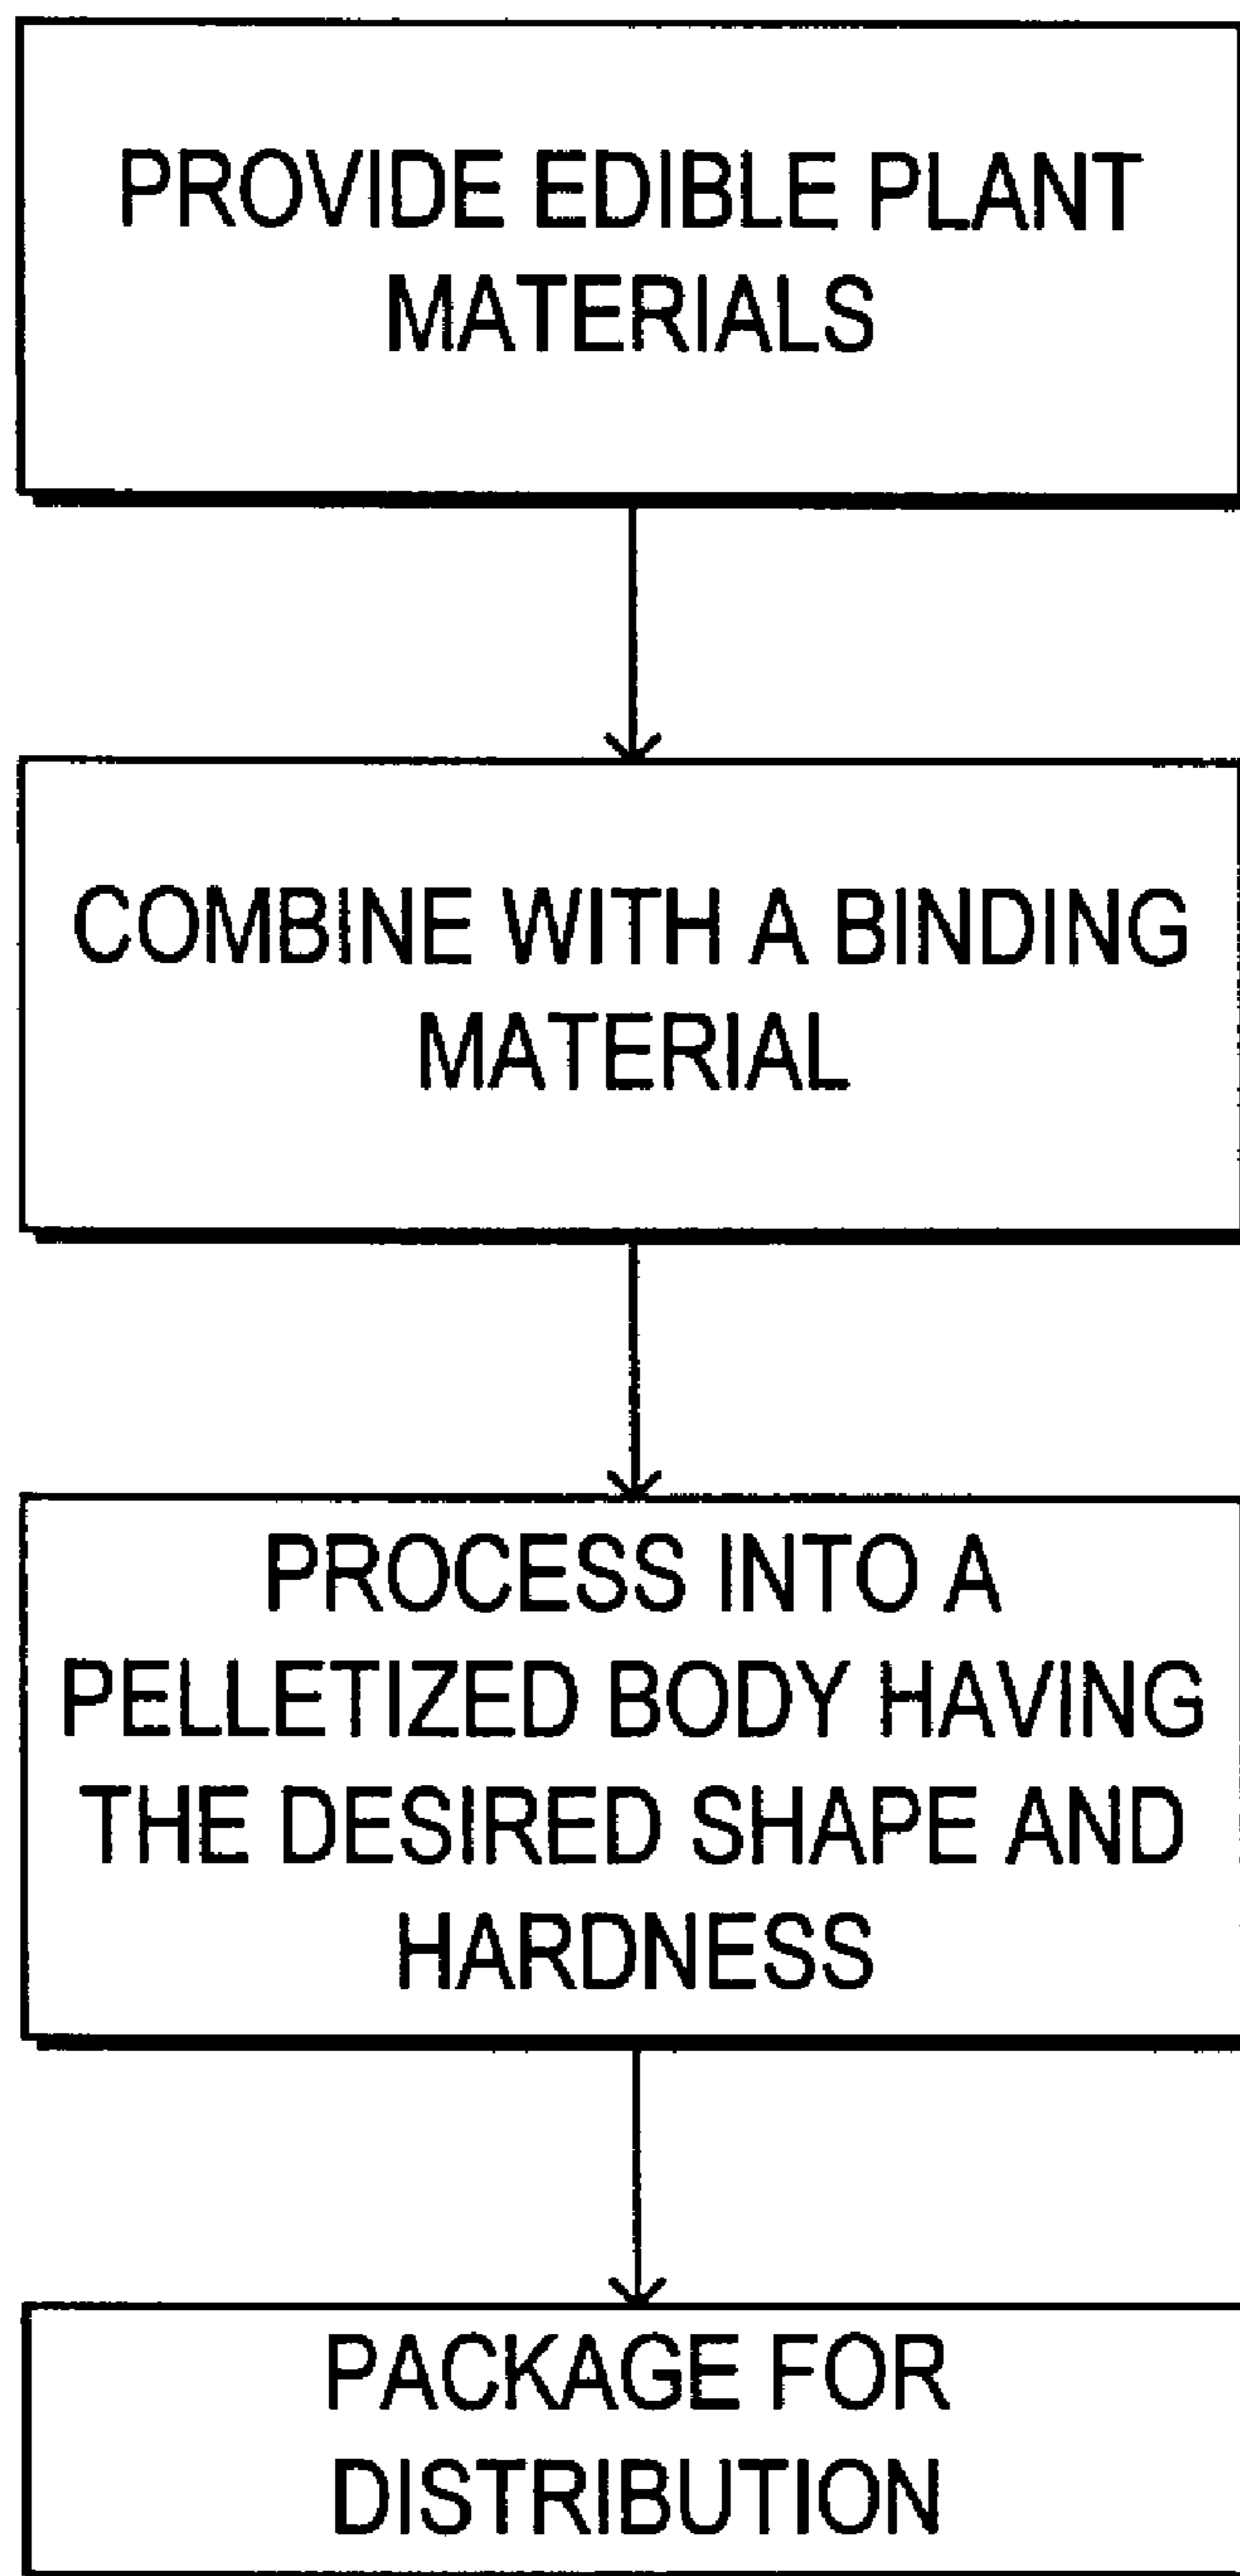 PROVIDE EDIBLE PLANT
MATERIALS
COMBINE WITH A BINDING
MATERIAL
PROCESS INTO A
PELLETIZED BODY HAVING
THE DESIRED SHAPE AND
HARDNESS
PACKAGE FOR
DISTRIBUTION